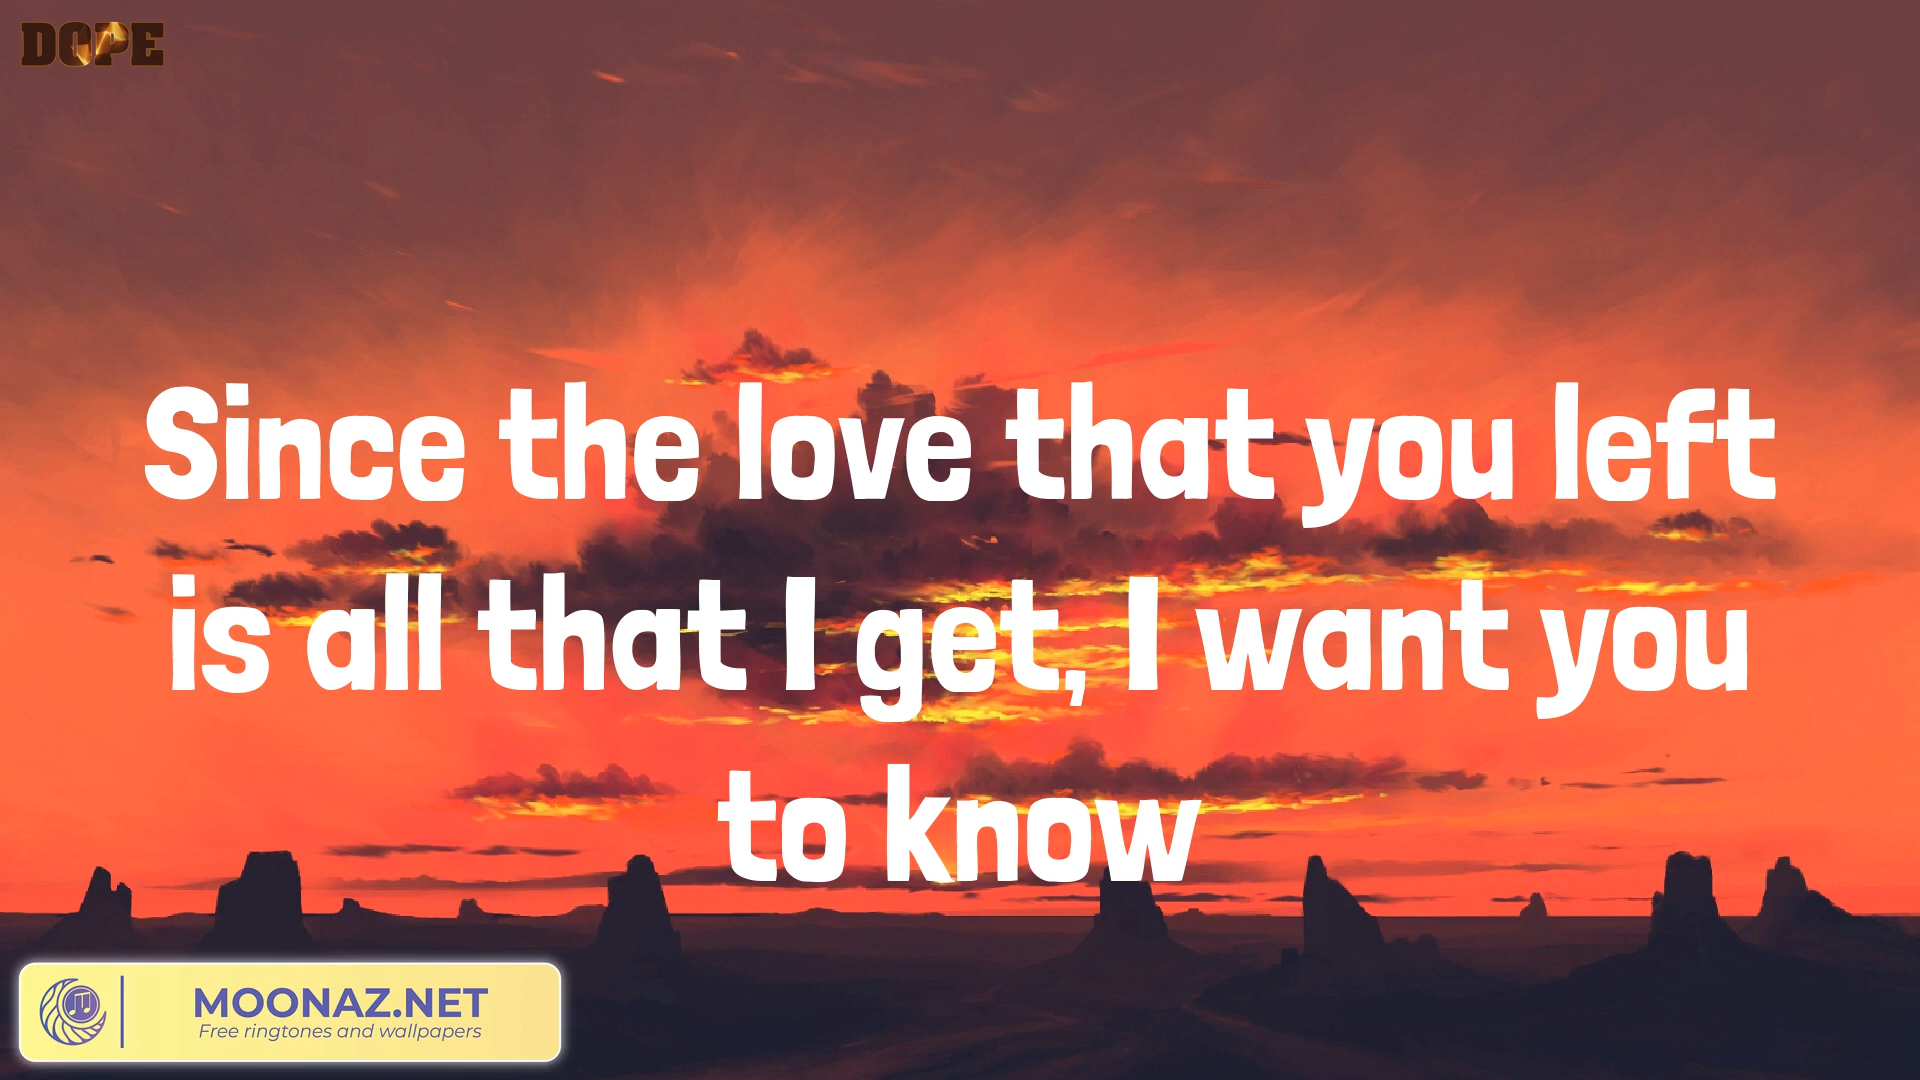 DOPE
Since the love that you left
is all that I get, I want you
to know
MOONAZ.NET
Free ringtones and wallpapers